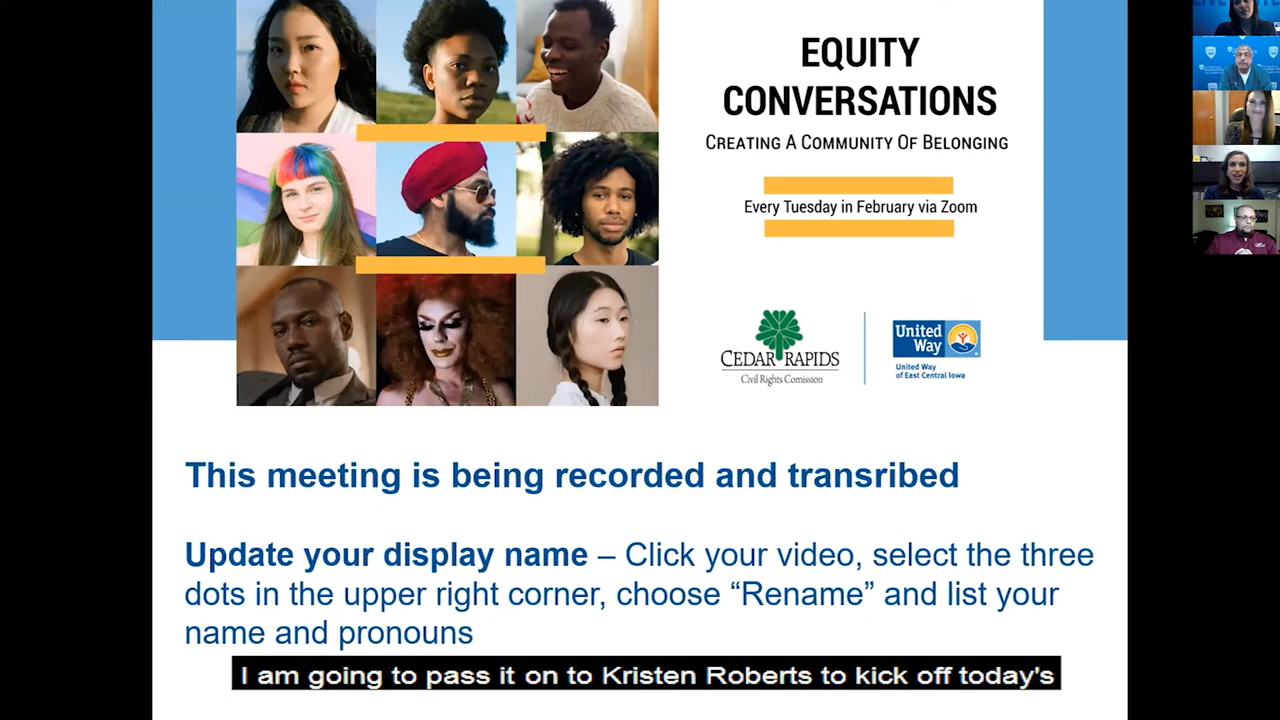 EQUITY
CONVERSATIONS
CREATING A COMMUNITY OF BELONGING
Every Tuesday in February via Zoom
CEDAR RAPIDS
Civil Rights Comission
United
Way
United Way
of East Central Iowa
This meeting is being recorded and transribed
Update your display name – Click your video, select the three
dots in the upper right corner, choose “Rename” and list your
name and pronouns
I am going to pass it on to Kristen Roberts to kick off today's